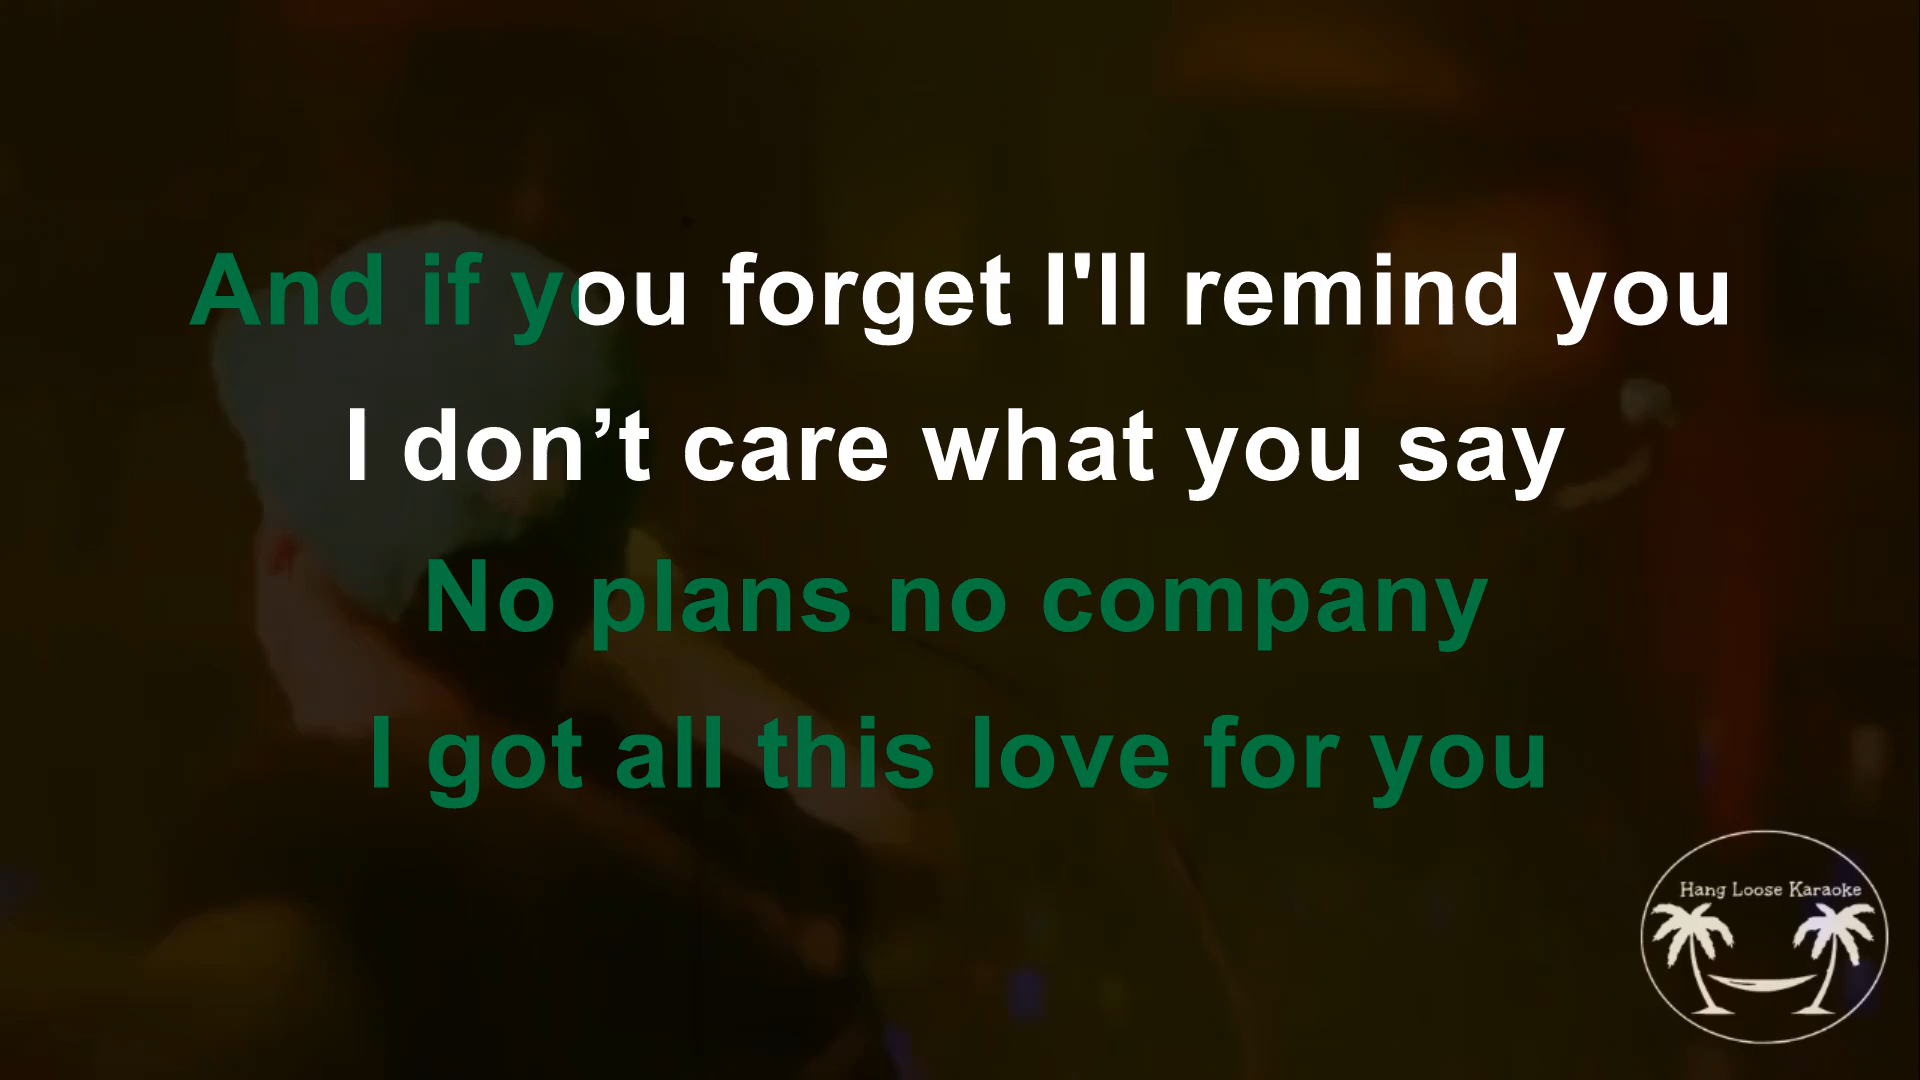 And if you forget I'll remind you
I don’t care what you say
No plans no company
I got all this love for you
Hang Loose Karaoke